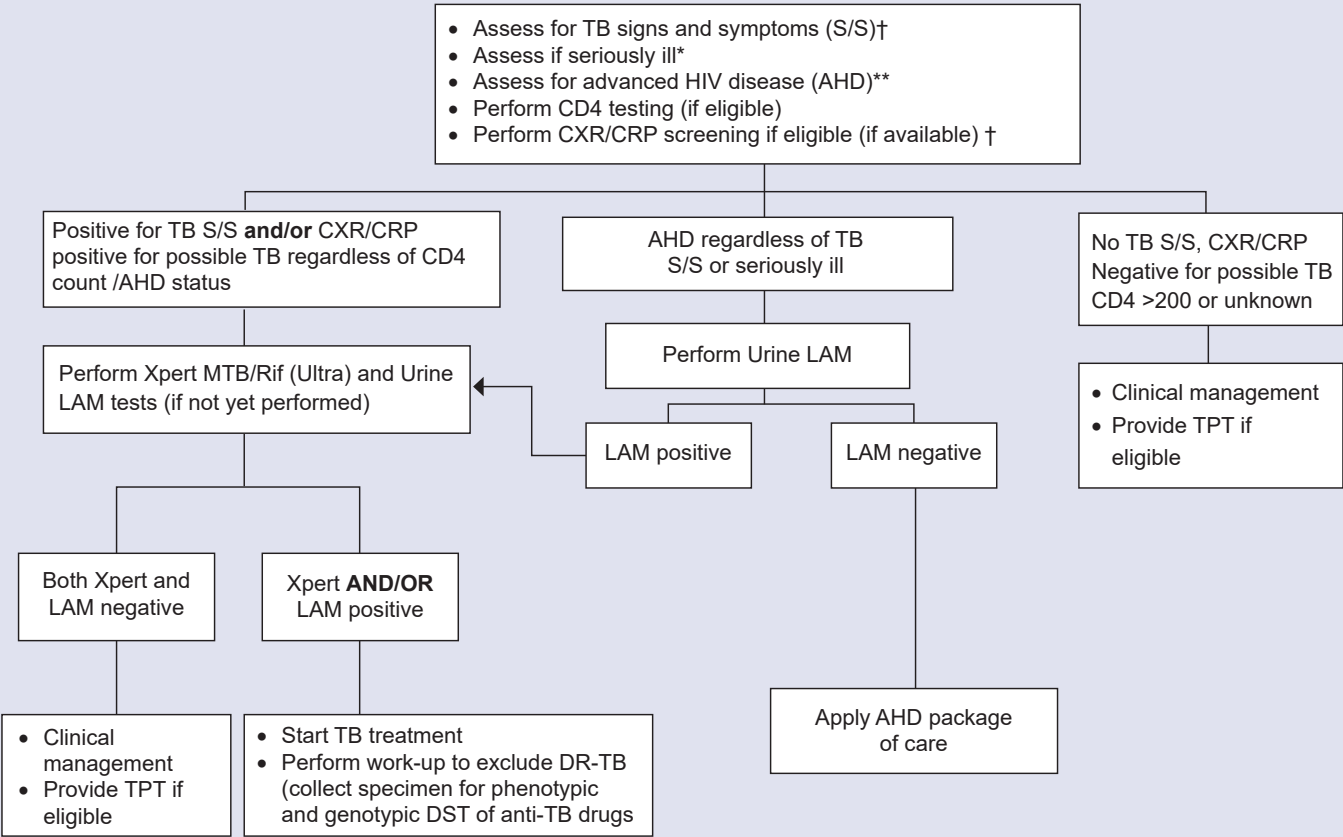 • Assess for TB signs and symptoms (S/S)†
• Assess if seriously ill*
• Assess for advanced HIV disease (AHD)**
• Perform CD4 testing (if eligible)
• Perform CXR/CRP screening if eligible (if available) †
Positive for TB S/S and/or CXR/CRP
positive for possible TB regardless of CD4
count /AHD status
AHD regardless of TB
S/S or seriously ill
No TB S/S, CXR/CRP
Negative for possible TB
CD4 >200 or unknown
Perform Xpert MTB/Rif (Ultra) and Urine
LAM tests (if not yet performed)
Perform Urine LAM
• Clinical management
• Provide TPT if
eligible
LAM positive
LAM negative
Both Xpert and
LAM negative
Xpert AND/OR
LAM positive
• Clinical
management
• Provide TPT if
eligible
• Start TB treatment
• Perform work-up to exclude DR-TB
(collect specimen for phenotypic
and genotypic DST of anti-TB drugs
Apply AHD package
of care